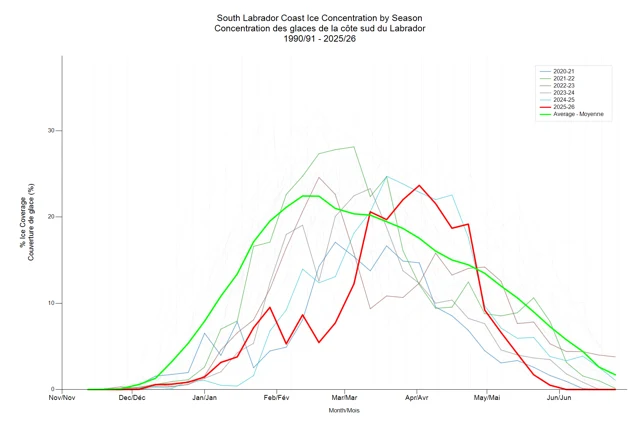 South Labrador Coast Ice Concentration by Season
Concentration des glaces de la côte sud du Labrador
1990/91 - 2025/26
2020-21
2021-22
2022-23
2023-24
2024-25
2025-26
Average - Moyenne
% Ice Coverage
Couverture de glace (%)
30
20
10
0
Nov/Nov Dec/Déc Jan/Jan Feb/Fév Mar/Mar Apr/Avr May/Mai Jun/Jun
Month/Mois